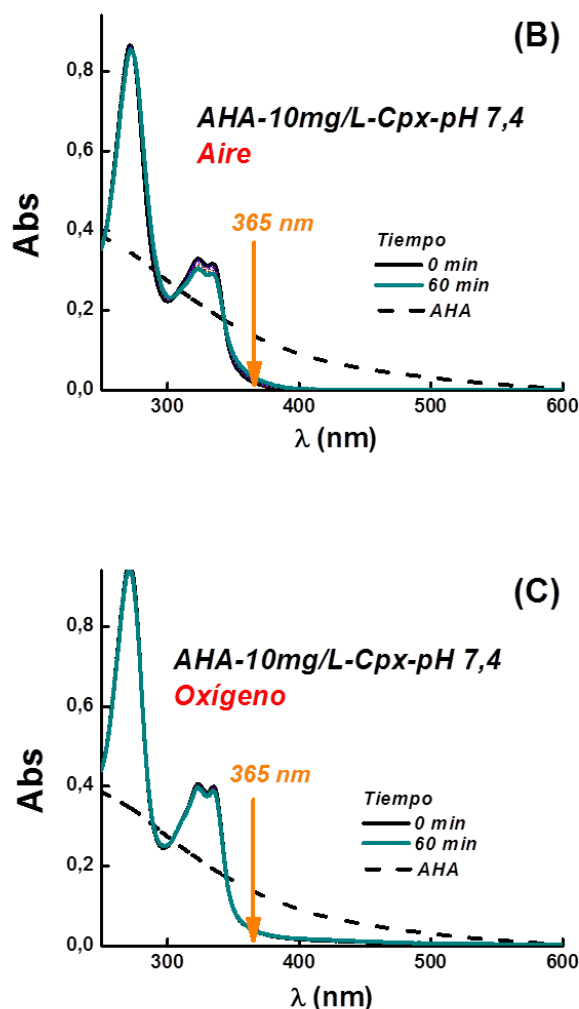 (B)
0,8
AHA-10mg/L-Cpx-pH 7,4
0,6
Aire
Abs
0,4
365 nm
Tiempo
0 min
60 min
0,2
AHA
0,0
300
400
500
600
λ (nm)
(C)
0,8
AHA-10mg/L-Cpx-pH 7,4
Oxígeno
0,6
Abs
0,4
365 nm
Tiempo
0 min
60 min
0,2
AHA
0,0
300
400
500
600
λ (nm)